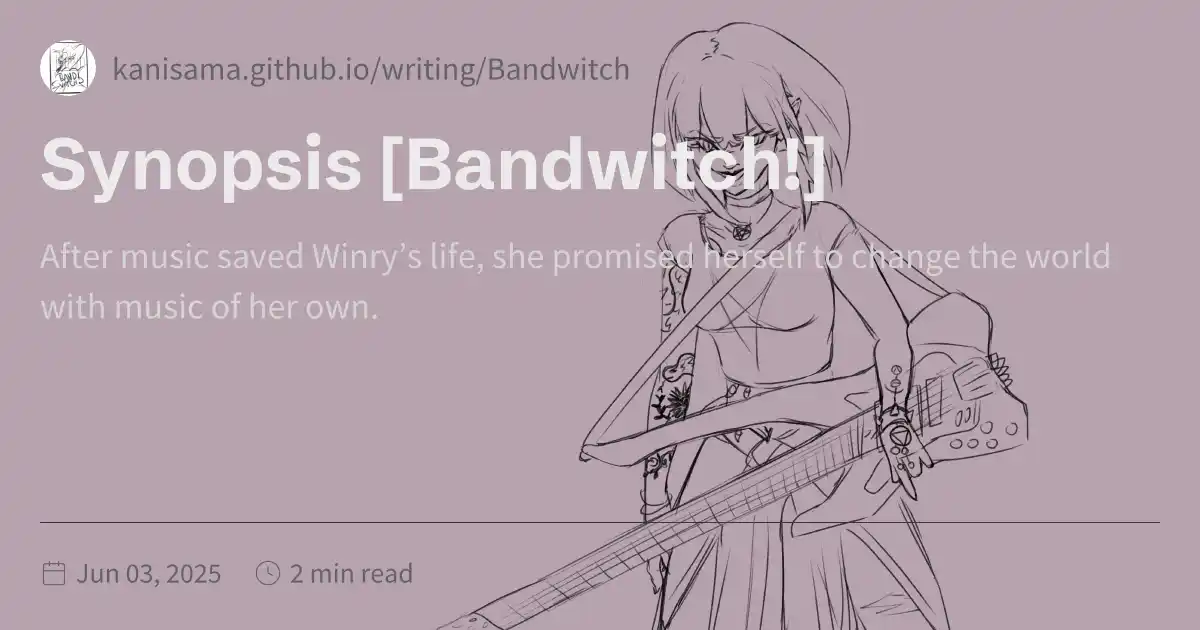 kanisama.github.io/writing/Bandwitch
Synopsis [Bandwitch!]
After music saved Winry’s life, she promised herself to change the world
with music of her own.
Jun 03, 2025
2 min read